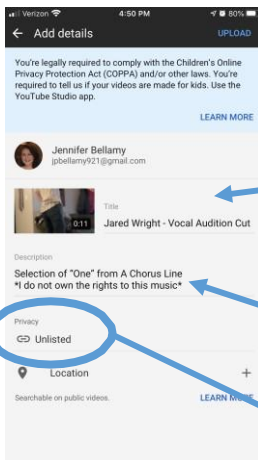 Verizon 4:50 PM 80%
Add details UPLOAD
You're legally required to comply with the Children's Online
Privacy Protection Act (COPPA) and/or other laws. You're
required to tell us if your videos are made for kids. Use the
YouTube Studio app.
LEARN MORE
Jennifer Bellamy
jpbellamy921@gmail.com
0:11
Title
Jared Wright - Vocal Audition Cut
Description
Selection of "One" from A Chorus Line
*I do not own the rights to this music*
Privacy
Unlisted
Location +
Searchable on public videos. LEARN MORE